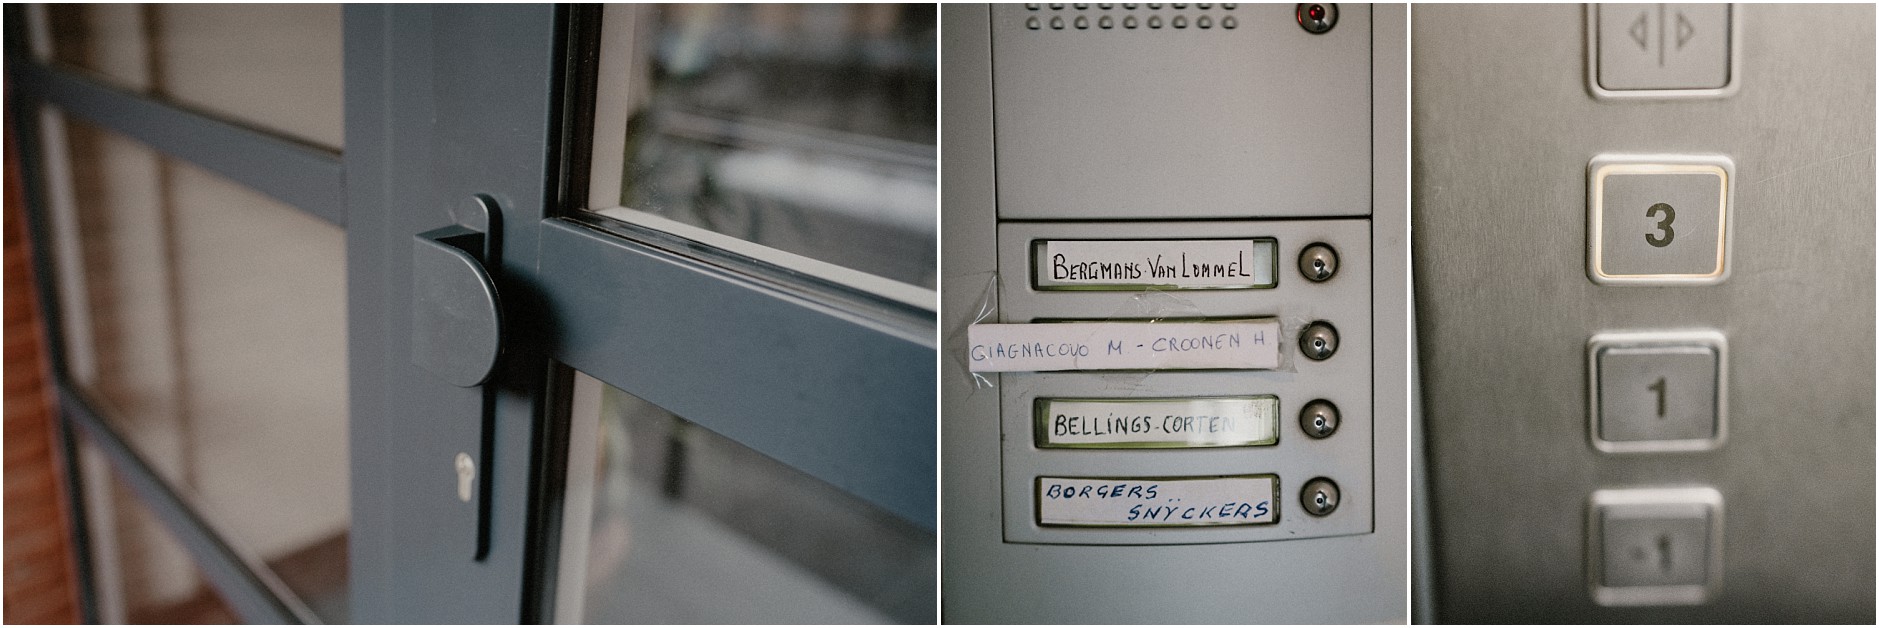 BERGMANS-VAN LOMMEL
GIAGNACOVO M. - CROONEN H.
BELLINGS-CORTEN
BORGERS
SNYCKERS
3
1
-1